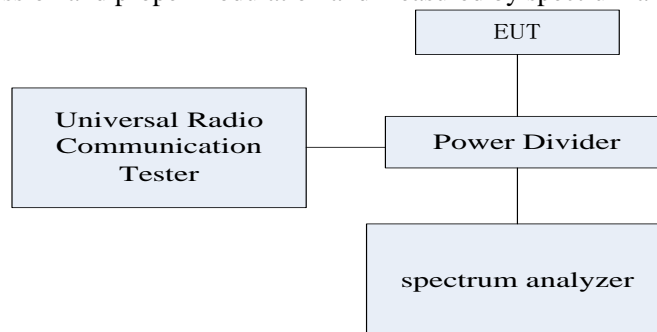 EUT
Universal Radio
Communication
Tester
Power Divider
spectrum analyzer